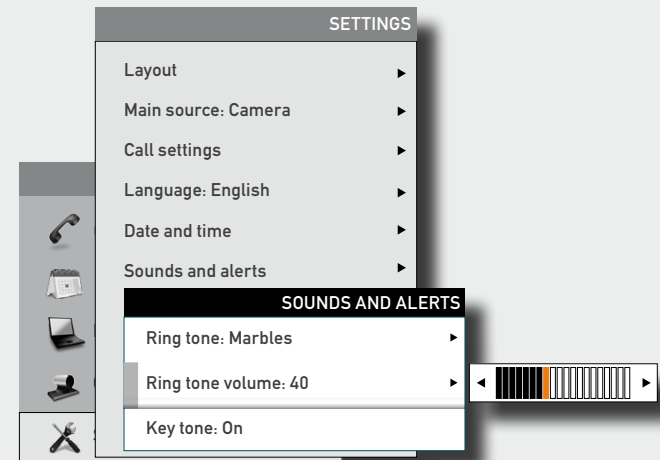 SETTINGS
Layout
Main source: Camera
Call settings
Language: English
Date and time
Sounds and alerts
SOUNDS AND ALERTS
Ring tone: Marbles
Ring tone volume: 40
Key tone: On